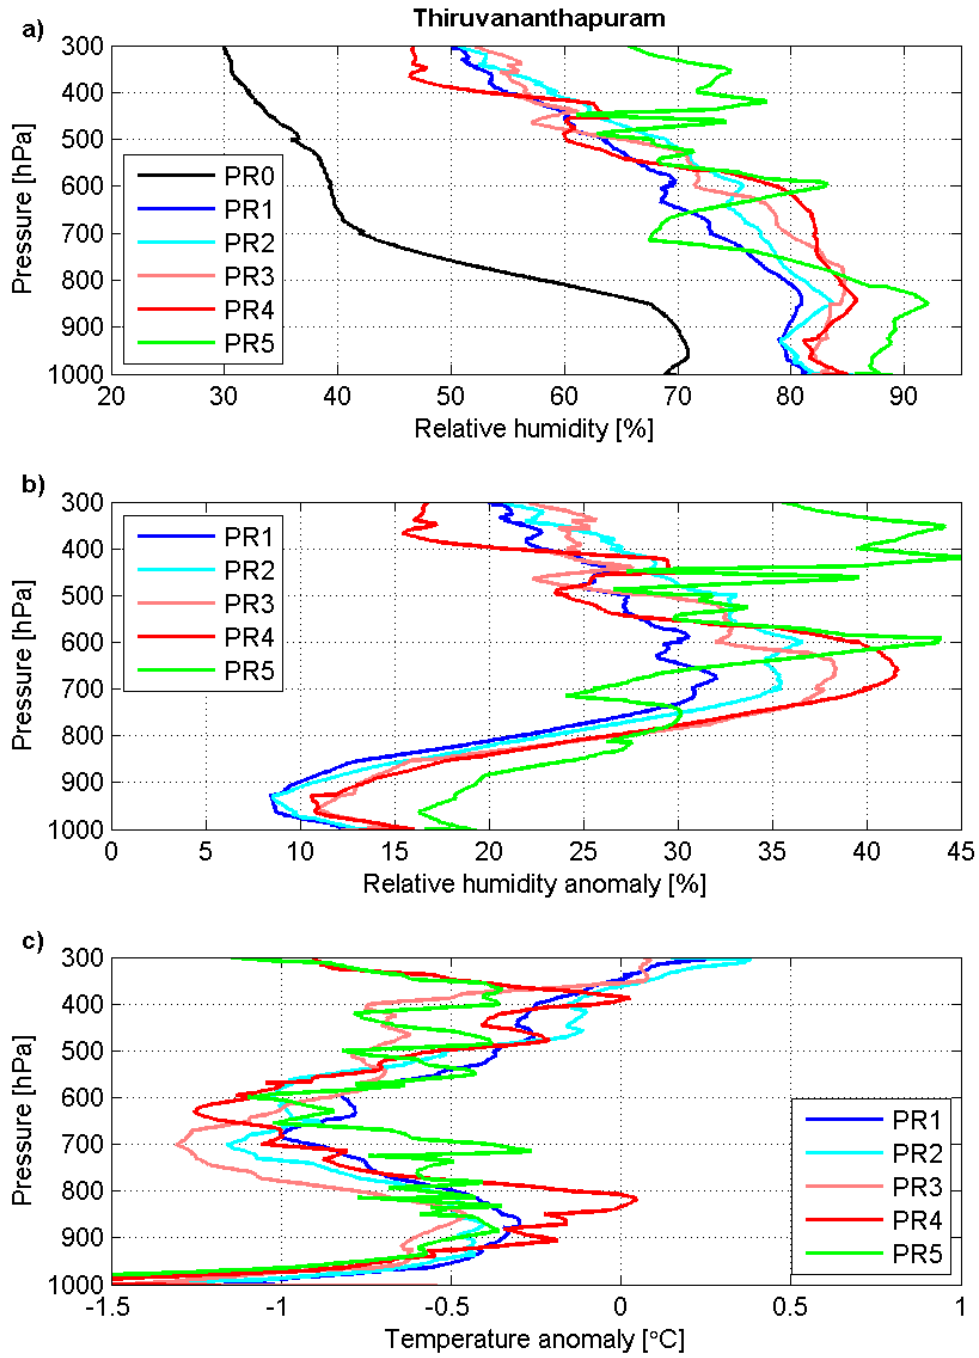 Thiruvananthapuram
a)
300
400
500
600
700
800
900
1000
Pressure [hPa]
PR0
PR1
PR2
PR3
PR4
PR5
20 30 40 50 60 70 80 90
Relative humidity [%]
b)
300
400
500
600
700
800
900
1000
Pressure [hPa]
PR1
PR2
PR3
PR4
PR5
0 5 10 15 20 25 30 35 40 45
Relative humidity anomaly [%]
c)
300
400
500
600
700
800
900
1000
Pressure [hPa]
PR1
PR2
PR3
PR4
PR5
-1.5 -1 -0.5 0 0.5 1
Temperature anomaly [°C]